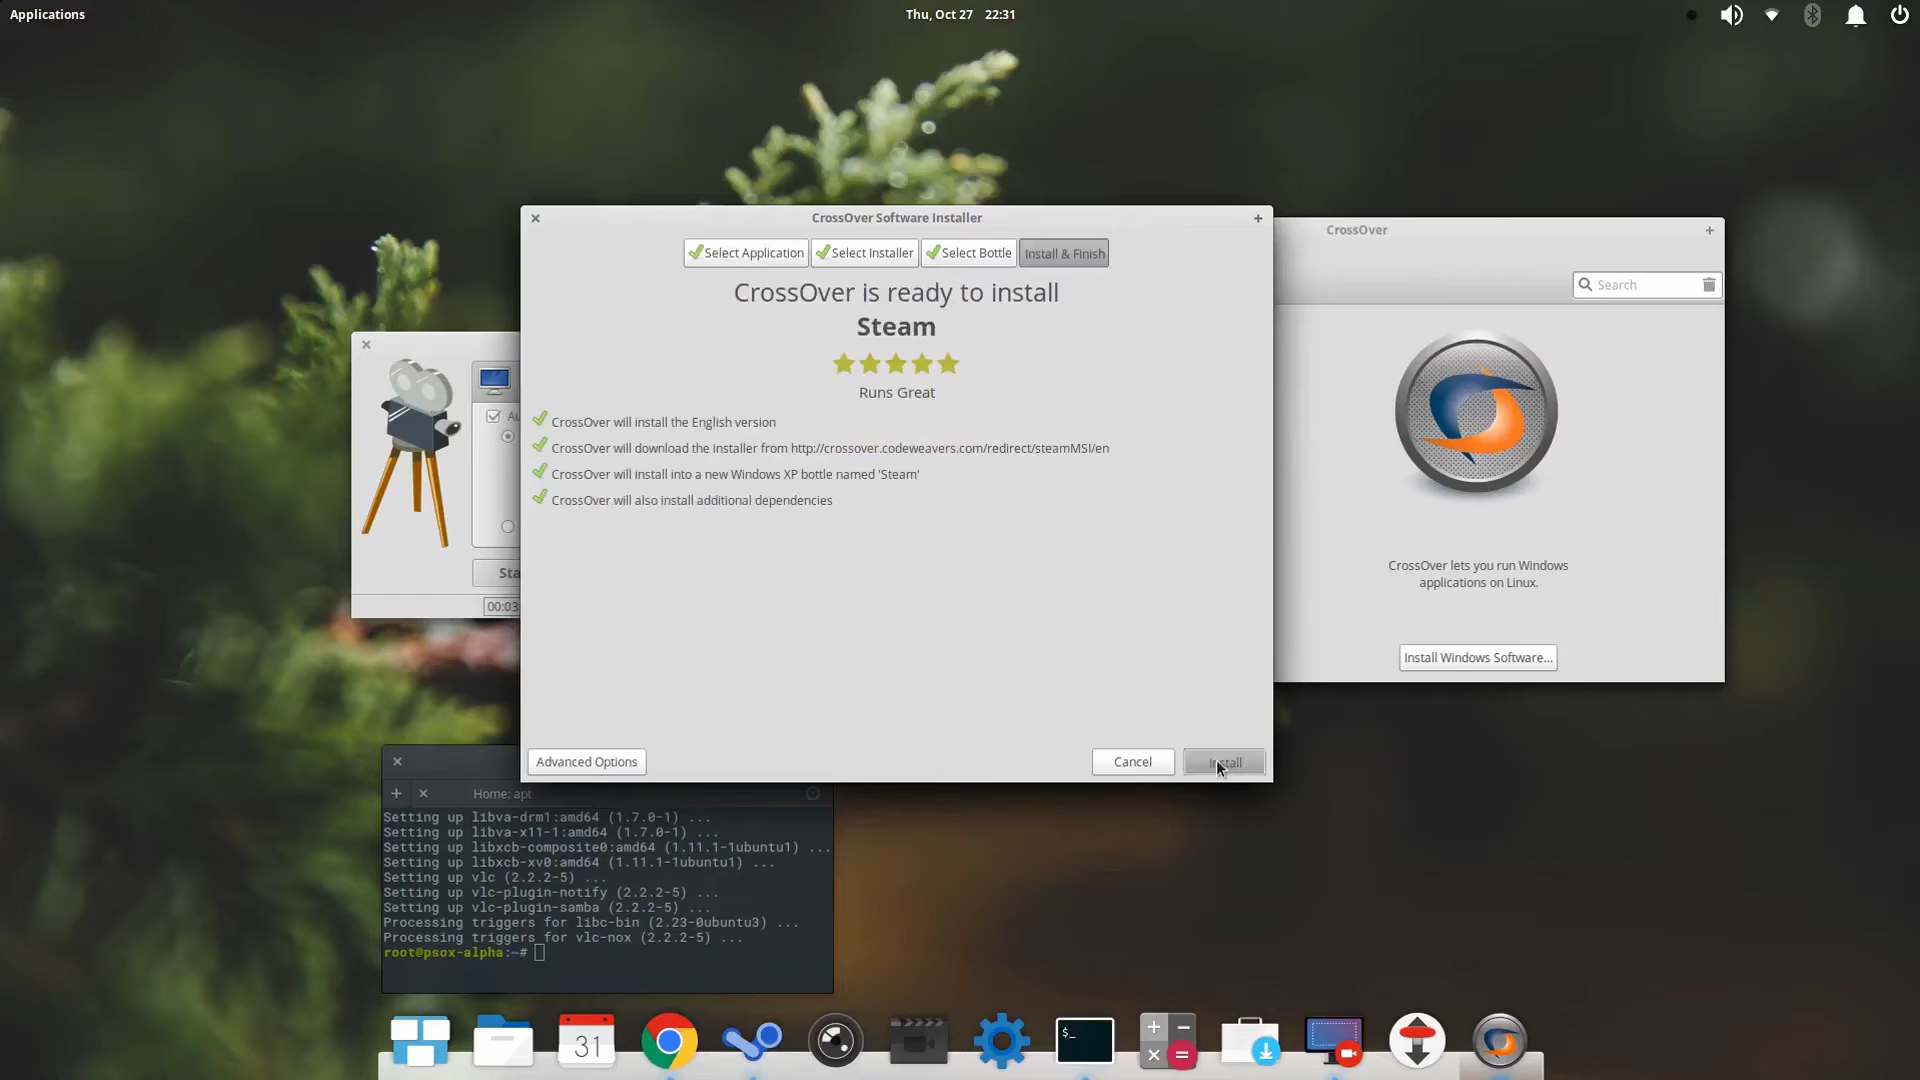 Applications
Thu, Oct 27 22:31
CrossOver Software Installer
Select Application
Select Installer
Select Bottle
Install & Finish
CrossOver is ready to install
Steam
Runs Great
CrossOver will install the English version
CrossOver will download the installer from http://crossover.codeweavers.com/redirect/steamMSI/en
CrossOver will install into a new Windows XP bottle named 'Steam'
CrossOver will also install additional dependencies
Advanced Options
Cancel
Install
CrossOver
Search
CrossOver lets you run Windows
applications on Linux.
Install Windows Software...
Au
Sta
00:03
Home: apt
Setting up libva-drm1:amd64 (1.7.0-1) ...
Setting up libva-x11-1:amd64 (1.7.0-1) ...
Setting up libxcb-composite0:amd64 (1.11.1-1ubuntu1) ...
Setting up libxcb-xv0:amd64 (1.11.1-1ubuntu1) ...
Setting up vlc (2.2.2-5) ...
Setting up vlc-plugin-notify (2.2.2-5) ...
Setting up vlc-plugin-samba (2.2.2-5) ...
Processing triggers for libc-bin (2.23-0ubuntu3) ...
Processing triggers for vlc-nox (2.2.2-5) ...
root@psox-alpha:~#
31
$_